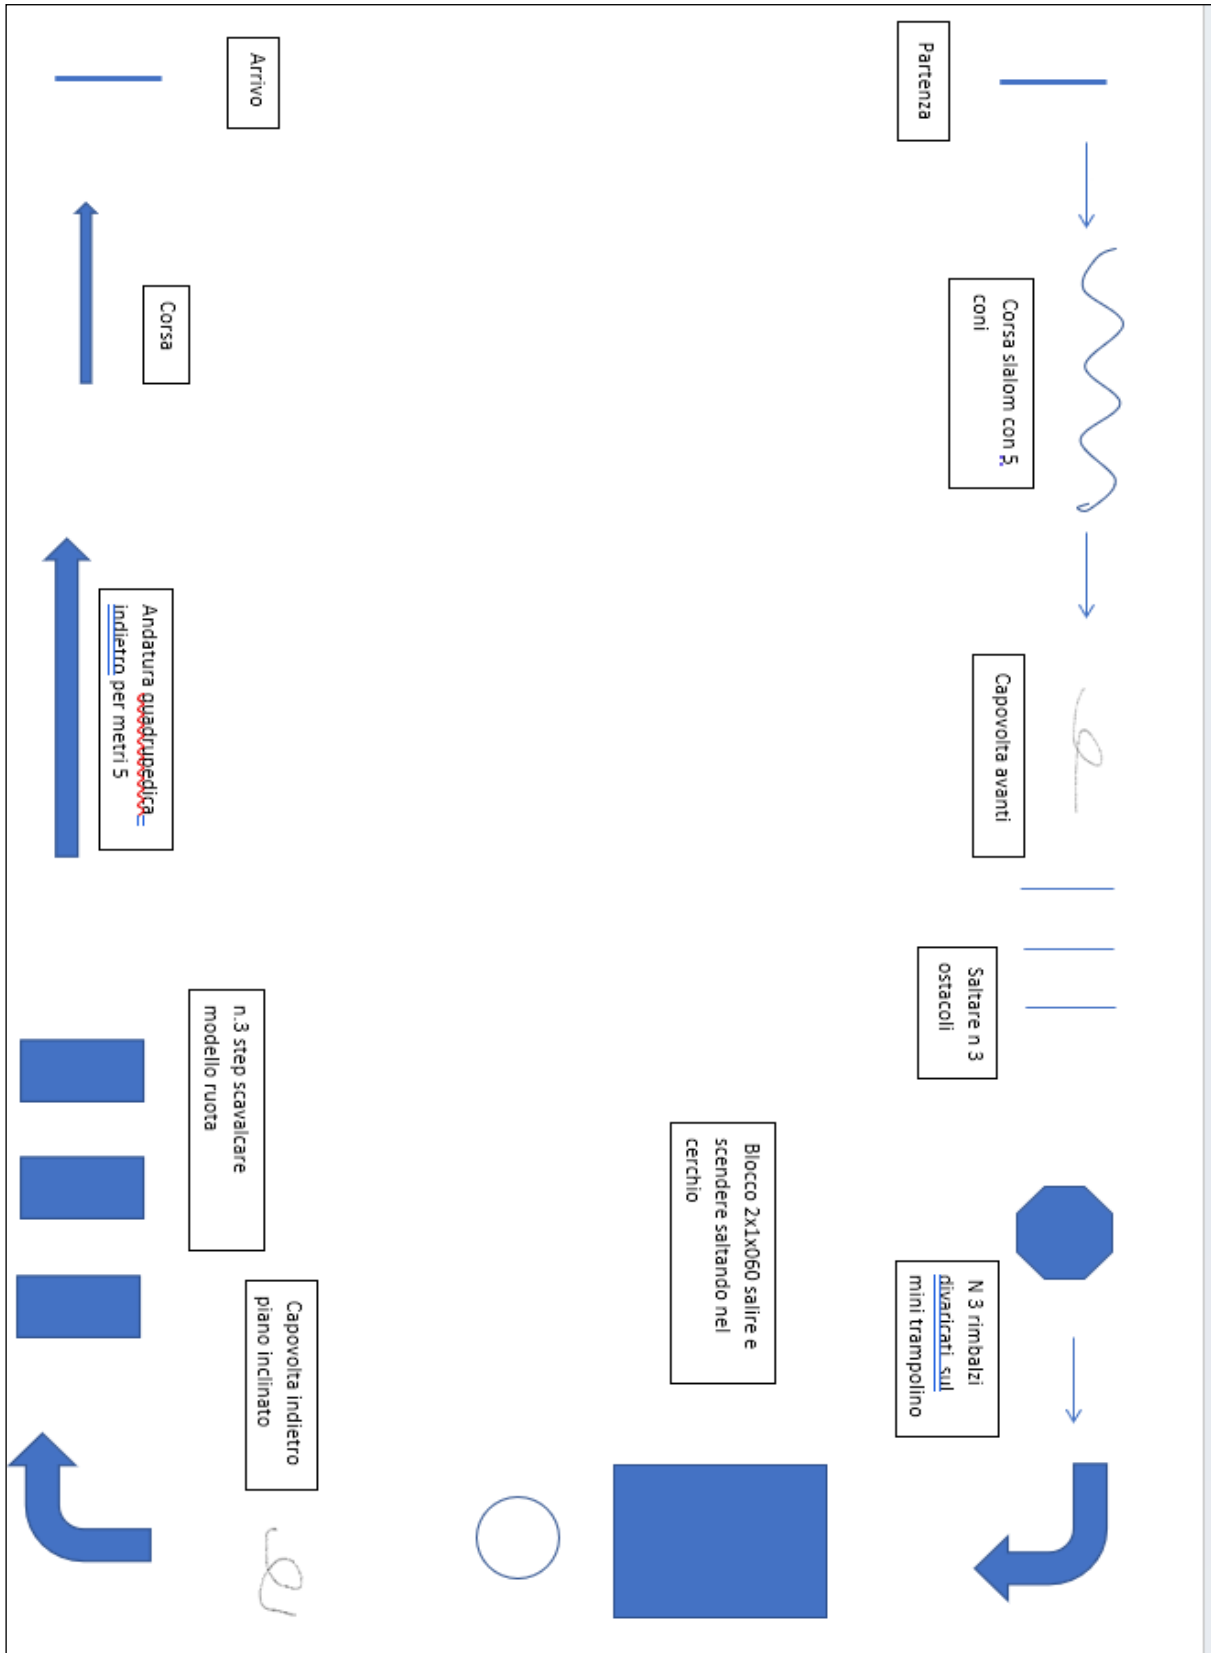 Partenza
Corsa slalom con 5
coni
Capovolta avanti
Saltare n 3
ostacoli
N 3 rimbalzi
divaricati sul
mini trampolino
Blocco 2x1x060 salire e
scendere saltando nel
cerchio
Capovolta indietro
piano inclinato
n.3 step scavalcare
modello ruota
Andatura quadrupedica
indietro per metri 5
Corsa
Arrivo